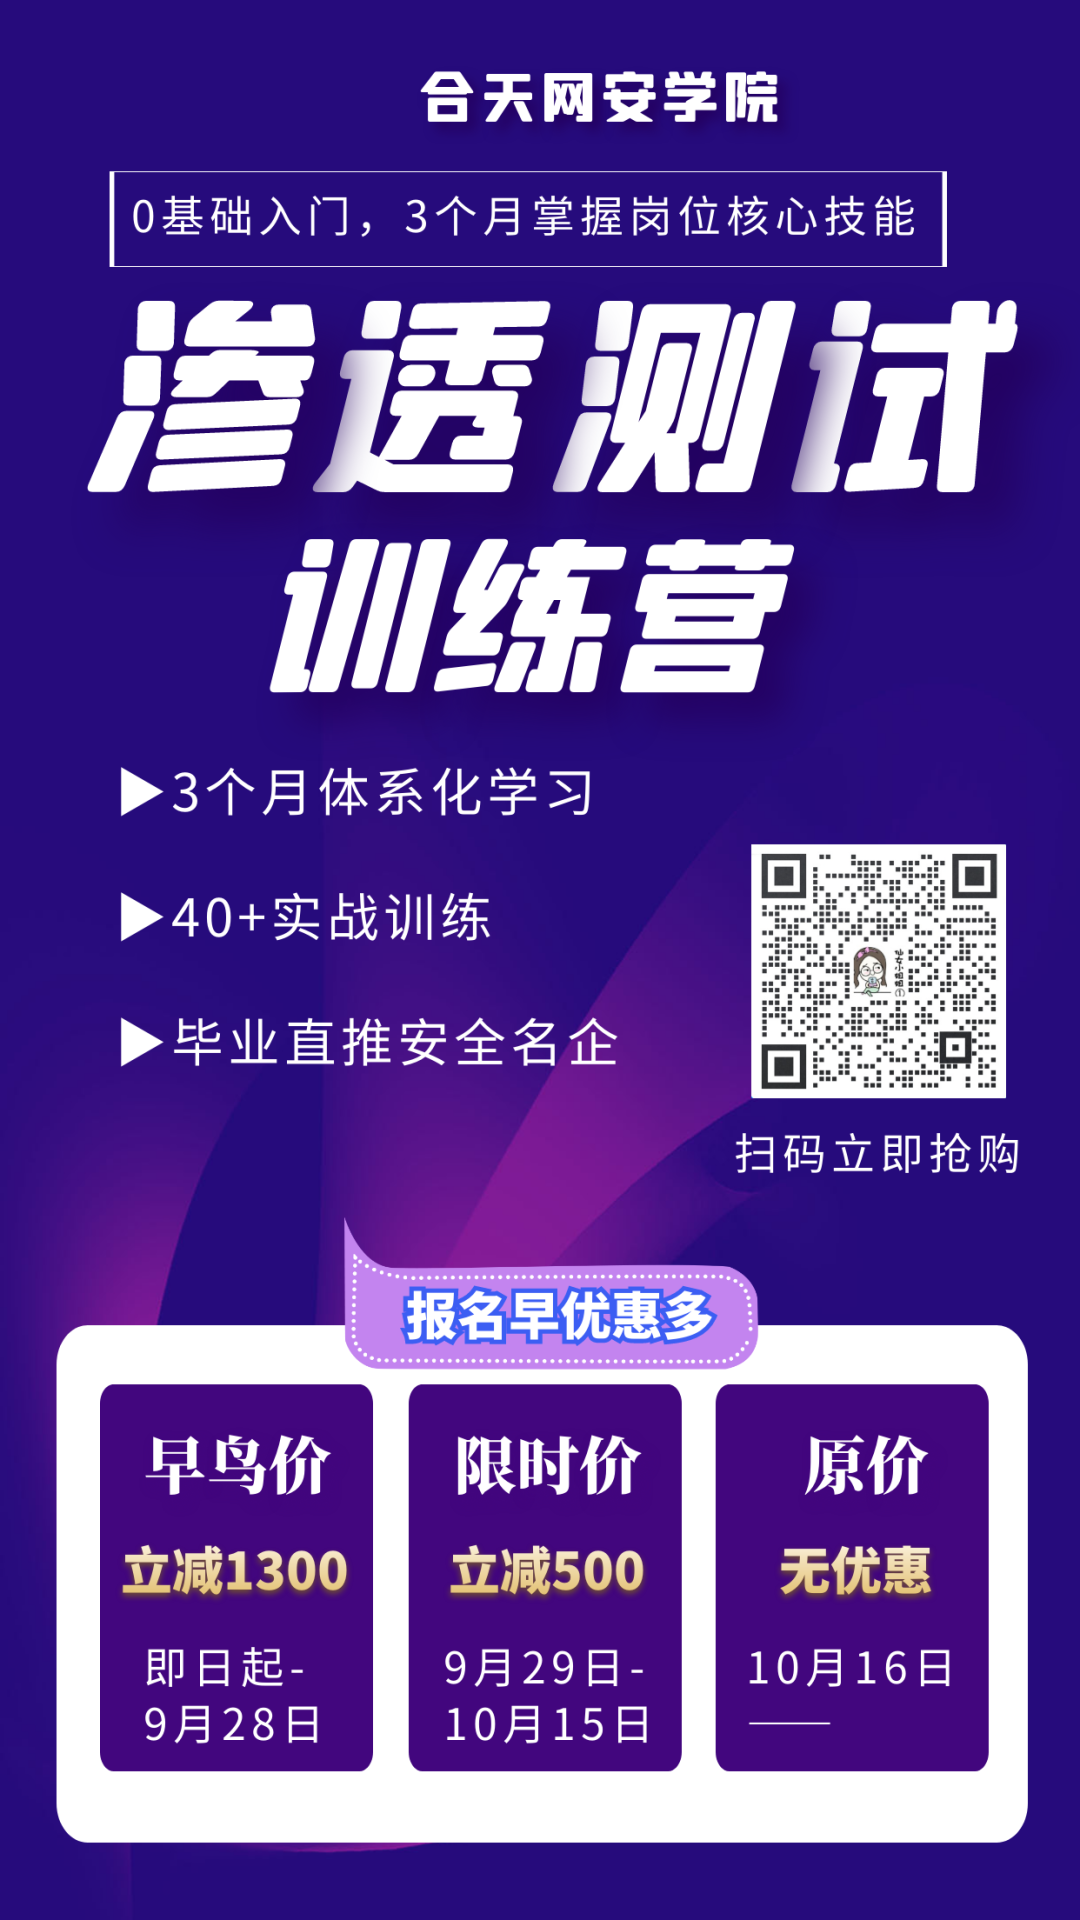 合天网安学院
0基础入门，3个月掌握岗位核心技能
渗透测试
训练营
▶3个月体系化学习
▶40+实战训练
▶毕业直推安全名企
扫码立即抢购
报名早优惠多
早鸟价
立减1300
即日起-
9月28日
限时价
立减500
9月29日-
10月15日
原价
无优惠
10月16日
——